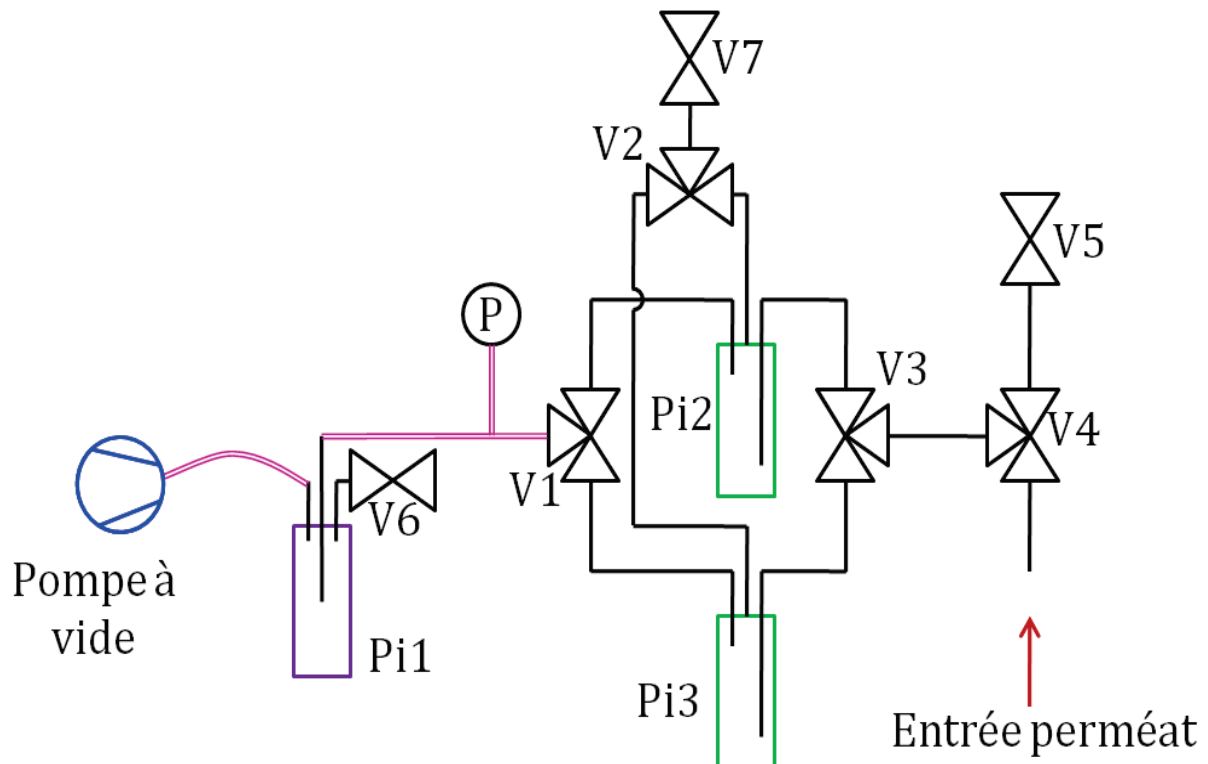 V7
V2
V5
P
V3
Pi2
V4
V1
V6
Pompe à
vide
Pi1
Pi3
Entrée perméat